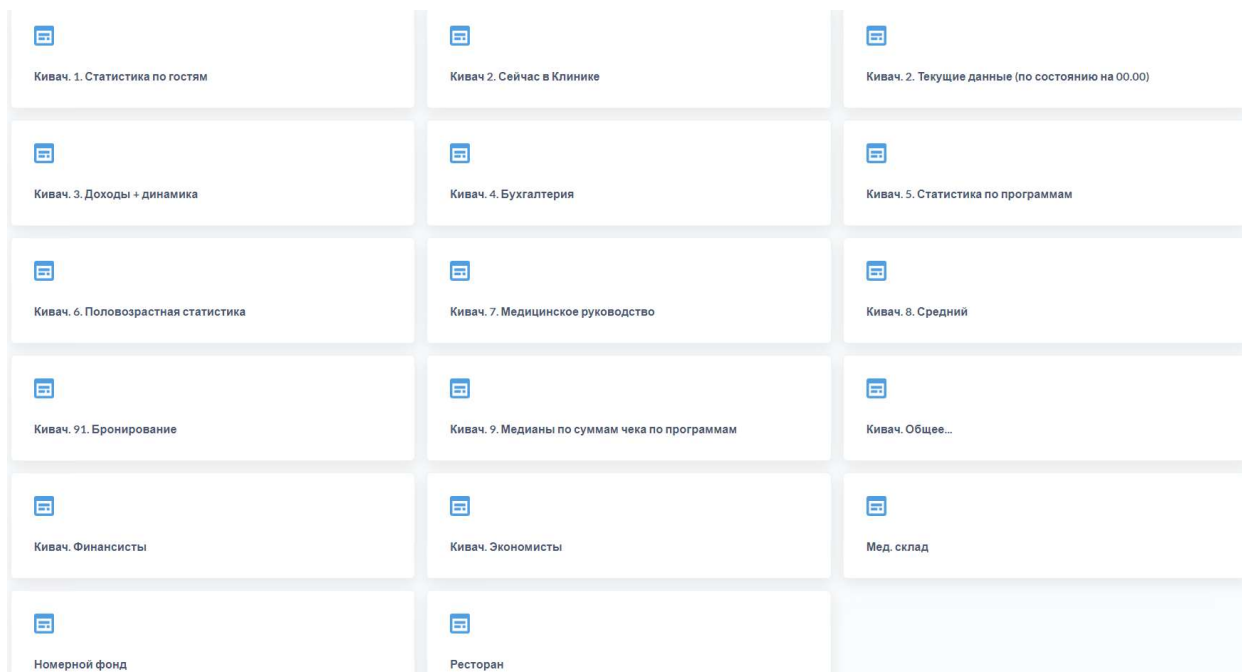 Кивач. 1. Статистика по гостям
Кивач 2. Сейчас в Клинике
Кивач. 2. Текущие данные (по состоянию на 00.00)
Кивач. 3. Доходы + динамика
Кивач. 4. Бухгалтерия
Кивач. 5. Статистика по программам
Кивач. 6. Половозрастная статистика
Кивач. 7. Медицинское руководство
Кивач. 8. Средний
Кивач. 91. Бронирование
Кивач. 9. Медианы по суммам чека по программам
Кивач. Общее...
Кивач. Финансисты
Кивач. Экономисты
Мед. склад
Номерной фонд
Ресторан